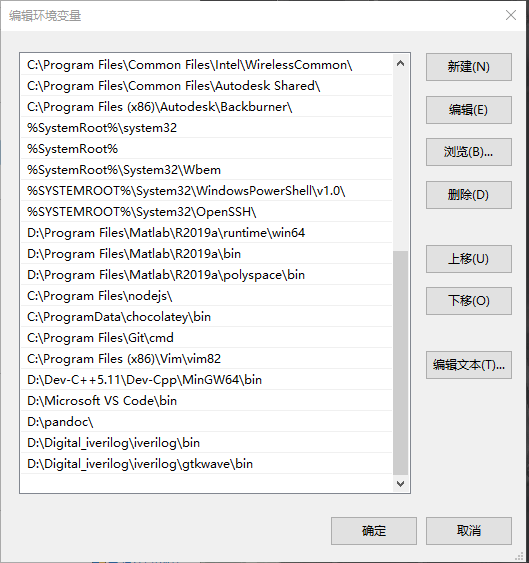 编辑环境变量
C:\Program Files\Common Files\Intel\WirelessCommon\
新建(N)
C:\Program Files\Common Files\Autodesk Shared\
C:\Program Files (x86)\Autodesk\Backburner\
编辑(E)
%SystemRoot%\system32
%SystemRoot%
浏览(B)...
%SystemRoot%\System32\Wbem
%SYSTEMROOT%\System32\WindowsPowerShell\v1.0\
删除(D)
%SYSTEMROOT%\System32\OpenSSH\
D:\Program Files\Matlab\R2019a\runtime\win64
D:\Program Files\Matlab\R2019a\bin
上移(U)
D:\Program Files\Matlab\R2019a\polyspace\bin
C:\Program Files\nodejs\
下移(O)
C:\ProgramData\chocolatey\bin
C:\Program Files\Git\cmd
C:\Program Files (x86)\Vim\vim82
编辑文本(T)...
D:\Dev-C++5.11\Dev-Cpp\MinGW64\bin
D:\Microsoft VS Code\bin
D:\pandoc\
D:\Digital_iverilog\iverilog\bin
D:\Digital_iverilog\iverilog\gtkwave\bin
确定
取消